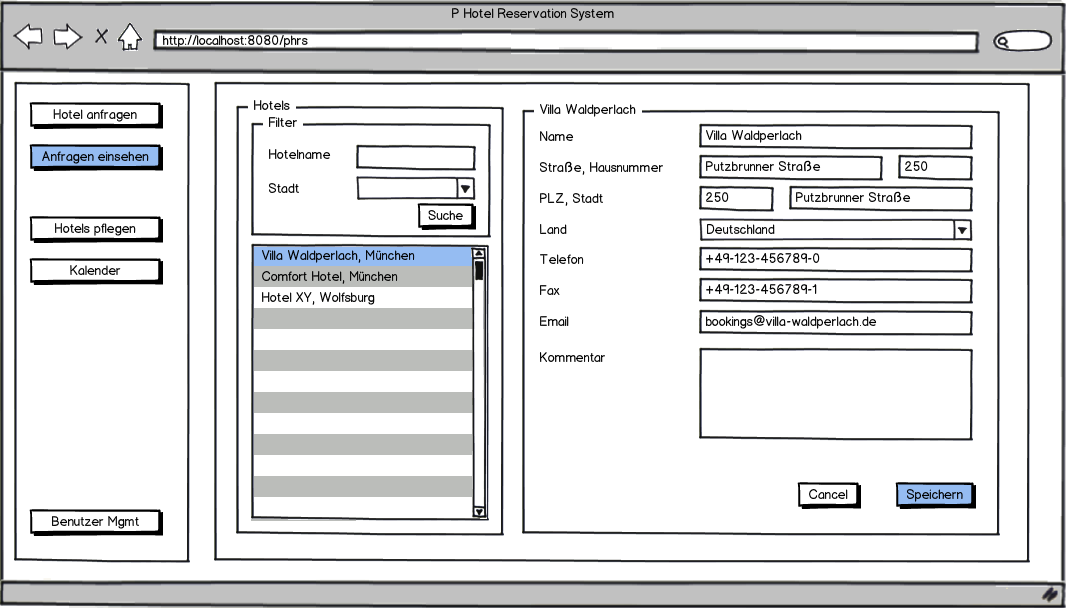 P Hotel Reservation System
http://localhost:8080/phrs
Hotel anfragen
Anfragen einsehen
Hotels pflegen
Kalender
Benutzer Mgmt
Hotels
Filter
Hotelname
Stadt
Suche
Villa Waldperlach, München
Comfort Hotel, München
Hotel XY, Wolfsburg
Villa Waldperlach
Name Villa Waldperlach
Straße, Hausnummer Putzbrunner Straße 250
PLZ, Stadt 250 Putzbrunner Straße
Land Deutschland
Telefon +49-123-456789-0
Fax +49-123-456789-1
Email bookings@villa-waldperlach.de
Kommentar
Cancel Speichern